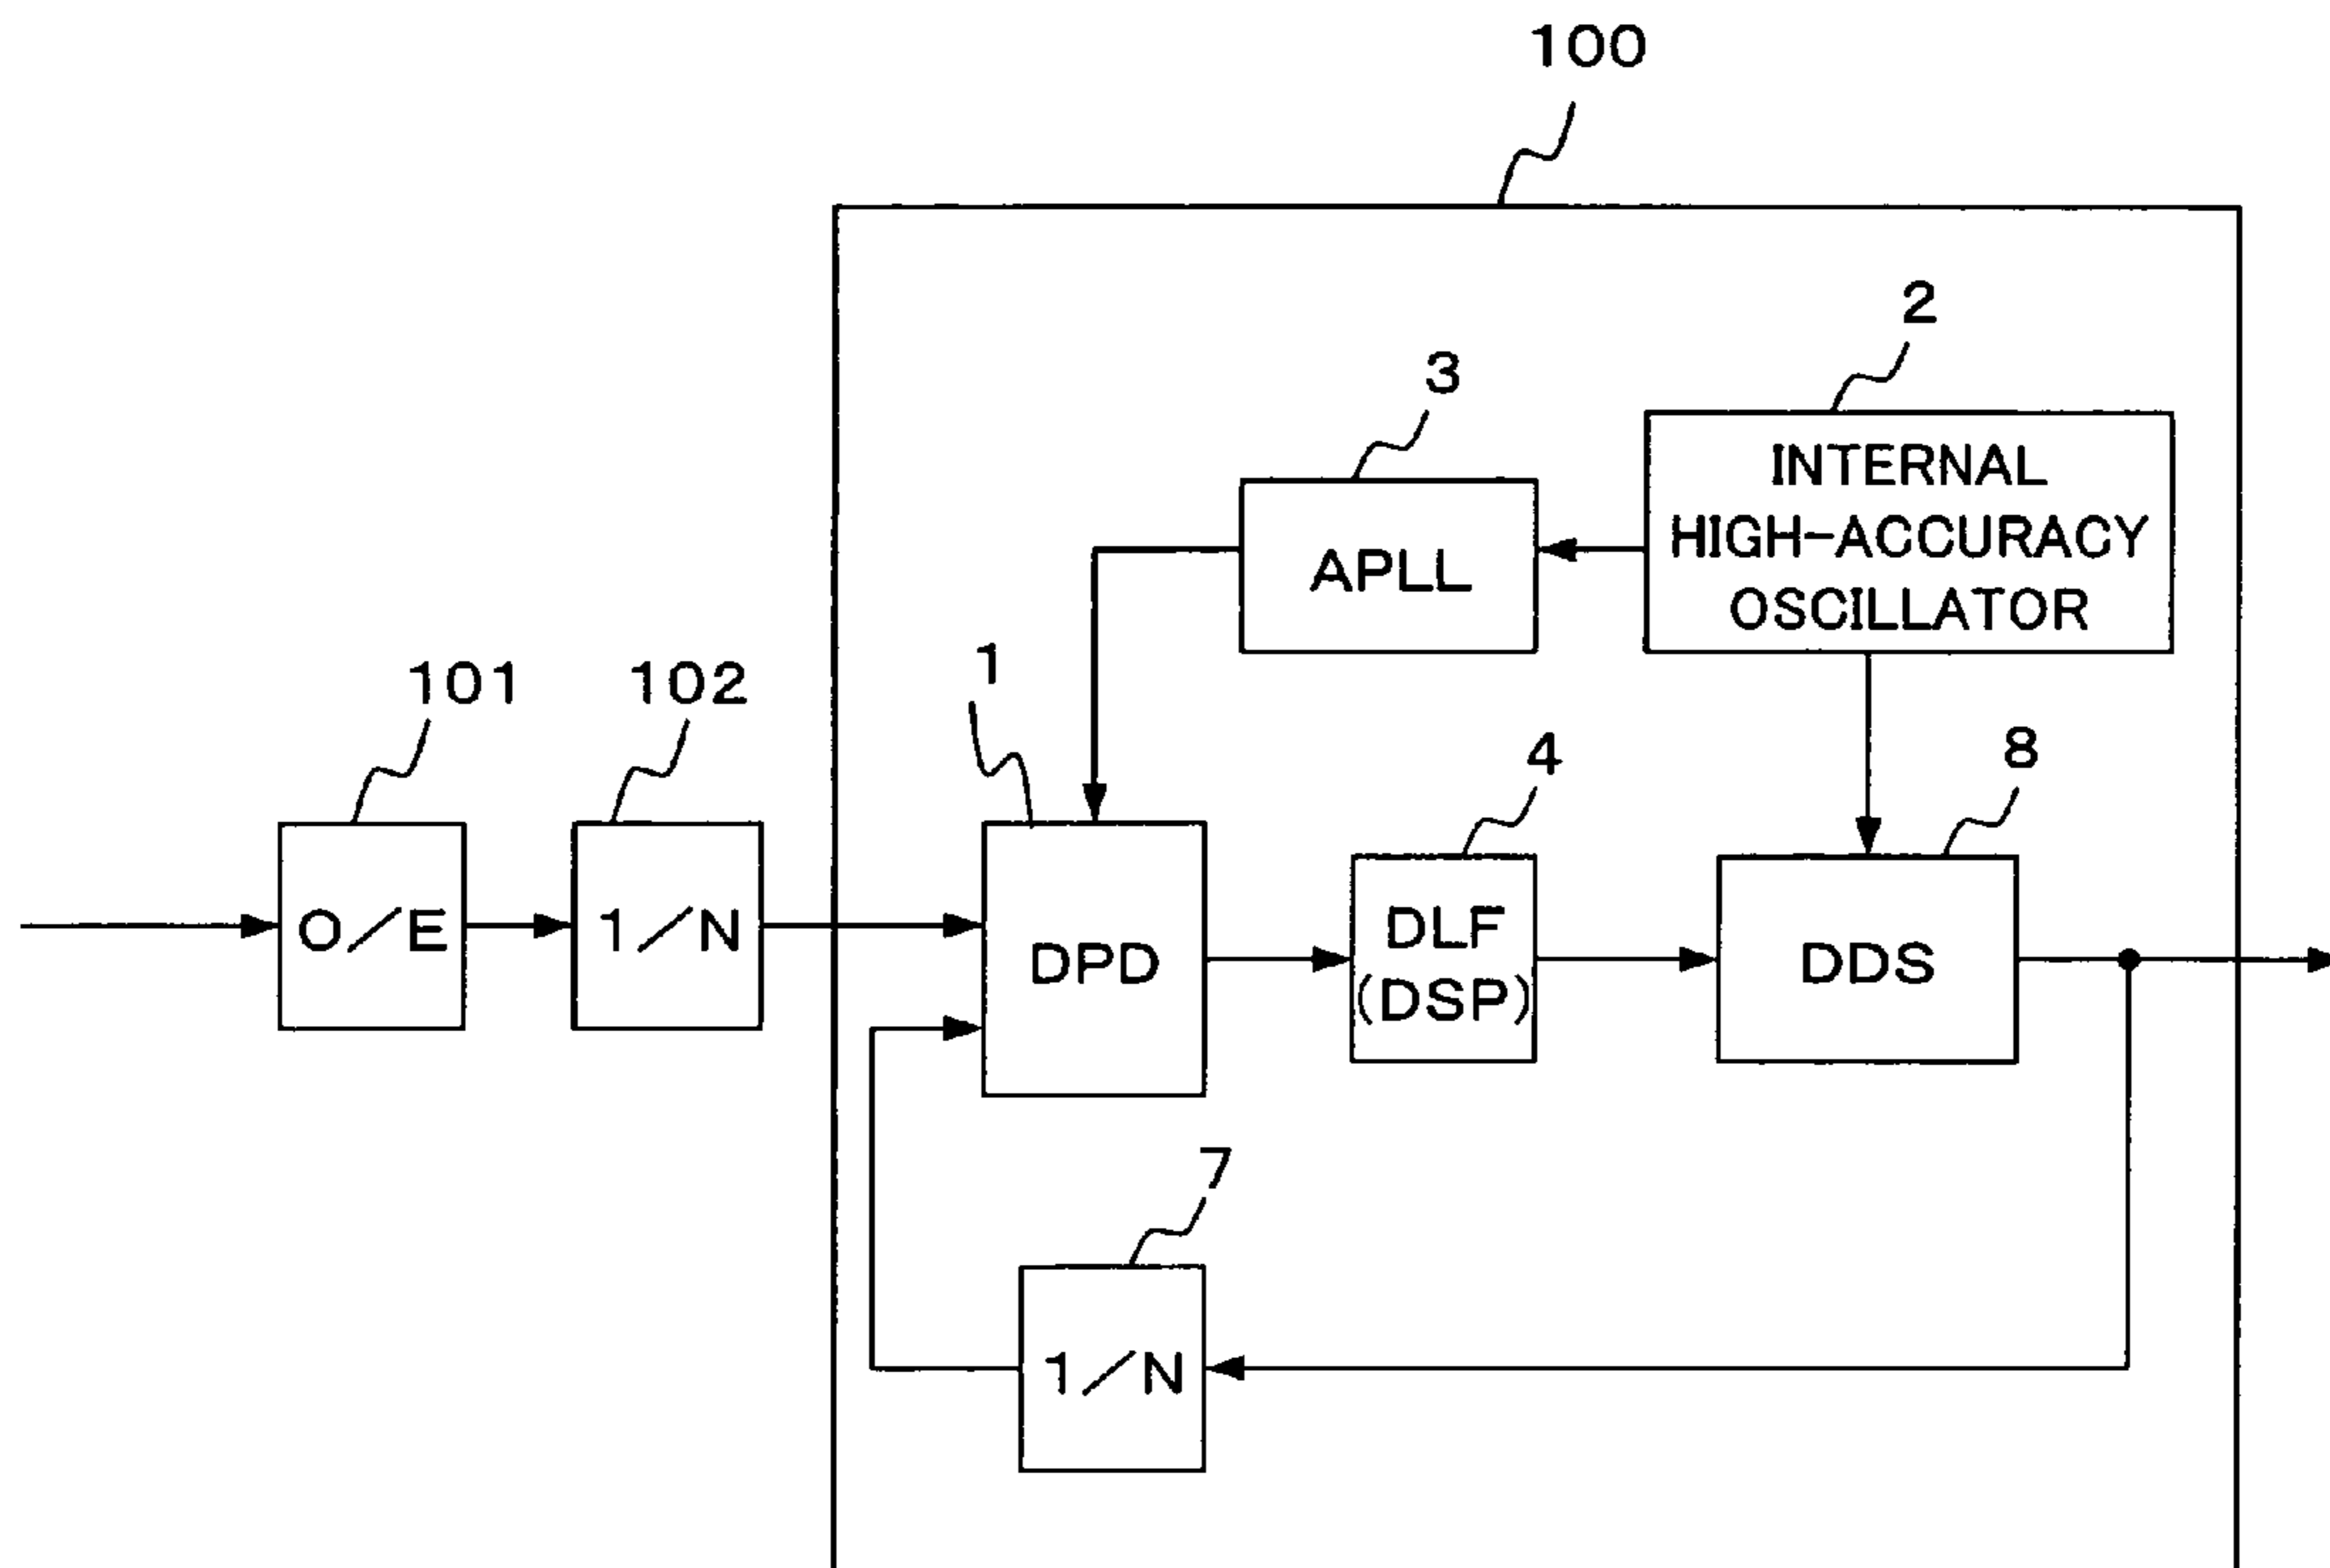 100
2
3
INTERNAL
HIGH-ACCURACY
OSCILLATOR
APLL
101
102
1
4
8
O/E
1/N
DPD
DLF
(DSP)
DDS
7
1/N